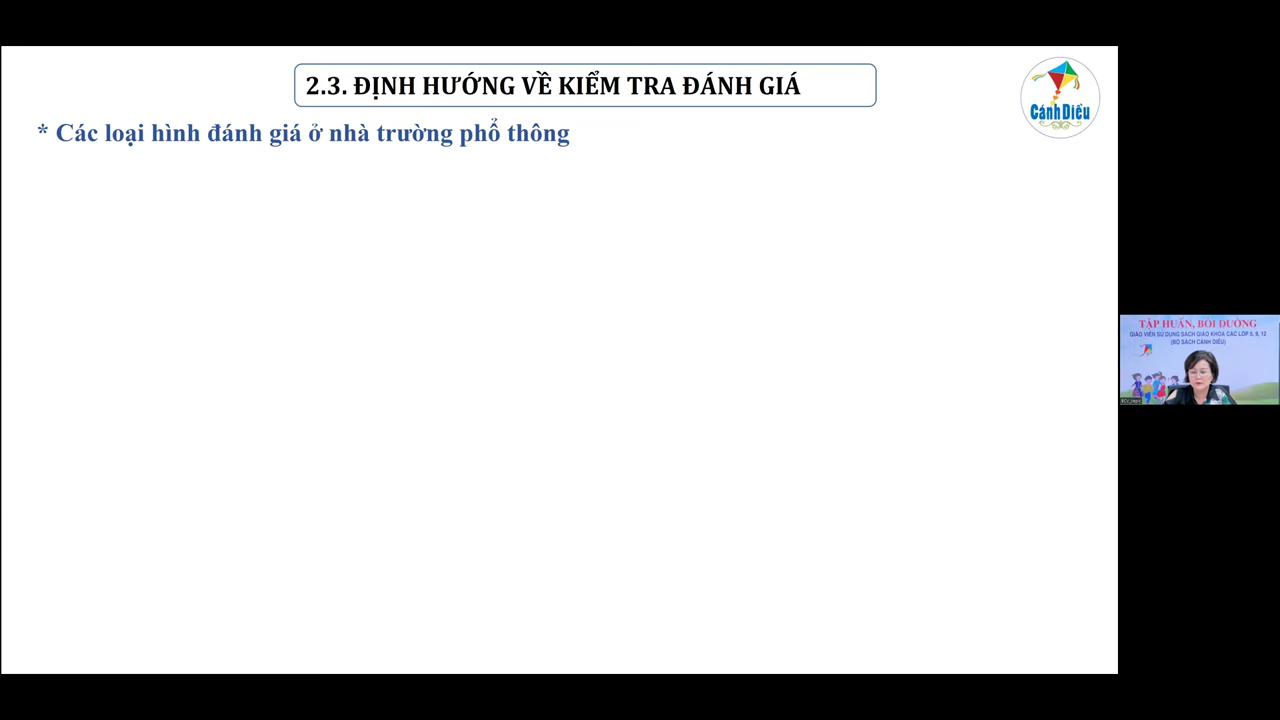 2.3. ĐỊNH HƯỚNG VỀ KIỂM TRA ĐÁNH GIÁ
Cánh Diều
* Các loại hình đánh giá ở nhà trường phổ thông
TẬP HUẤN, BỒI DƯỠNG
GIÁO VIÊN SỬ DỤNG SÁCH GIÁO KHOA CÁC LỚP 5, 9, 12
(BỘ SÁCH CÁNH DIỀU)